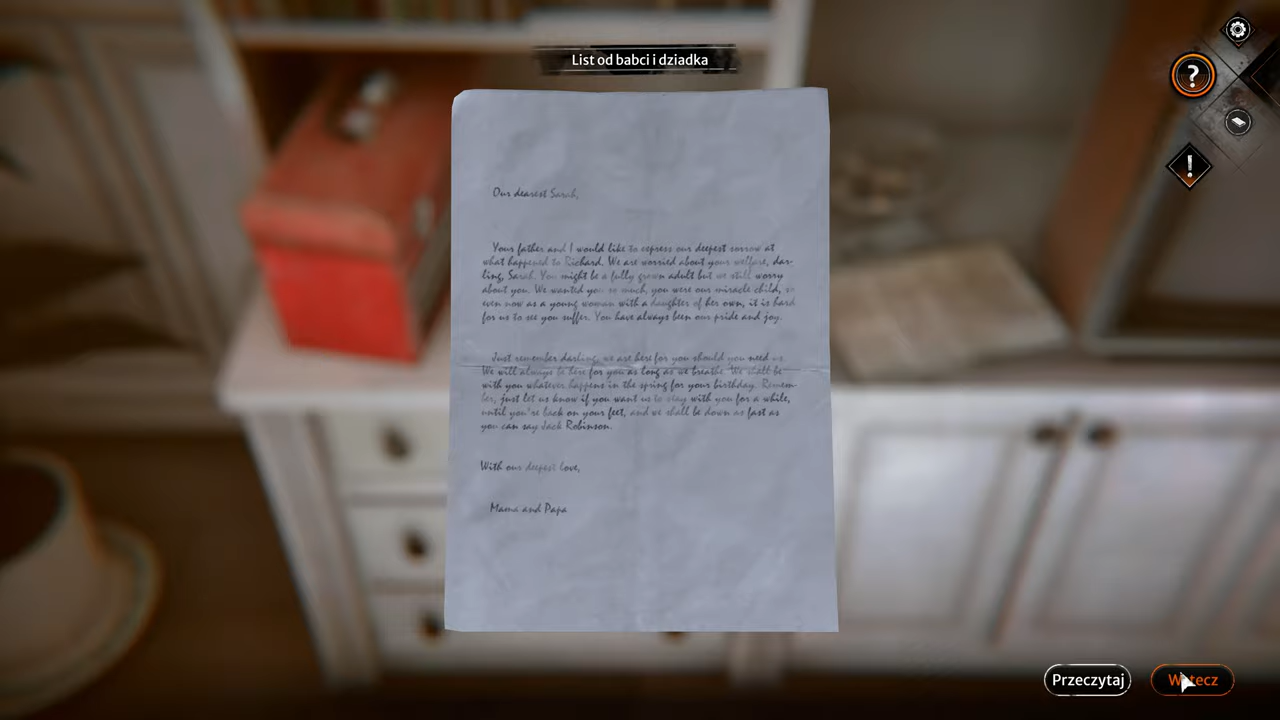 List od babci i dziadka
?
!
Our dearest Sarah,
Your father and I would like to express our deepest sorrow at
what happened to Richard. We are worried about your welfare, dar-
ling, Sarah. You might be a fully grown adult but we still worry
about you. We wanted you so much, you were our miracle child, so
even now as a young woman with a daughter of her own, it is hard
for us to see you suffer. You have always been our pride and joy.
Just remember darling, we are here for you should you need us.
We will always be here for you as long as we breathe. We shall be
with you whatever happens in the spring for your birthday. Remem-
ber, just let us know if you want us to stay with you for a while,
until you're back on your feet, and we shall be down as fast as
you can say Jack Robinson.
With our deepest love,
Mama and Papa
Przeczytaj
Wstecz